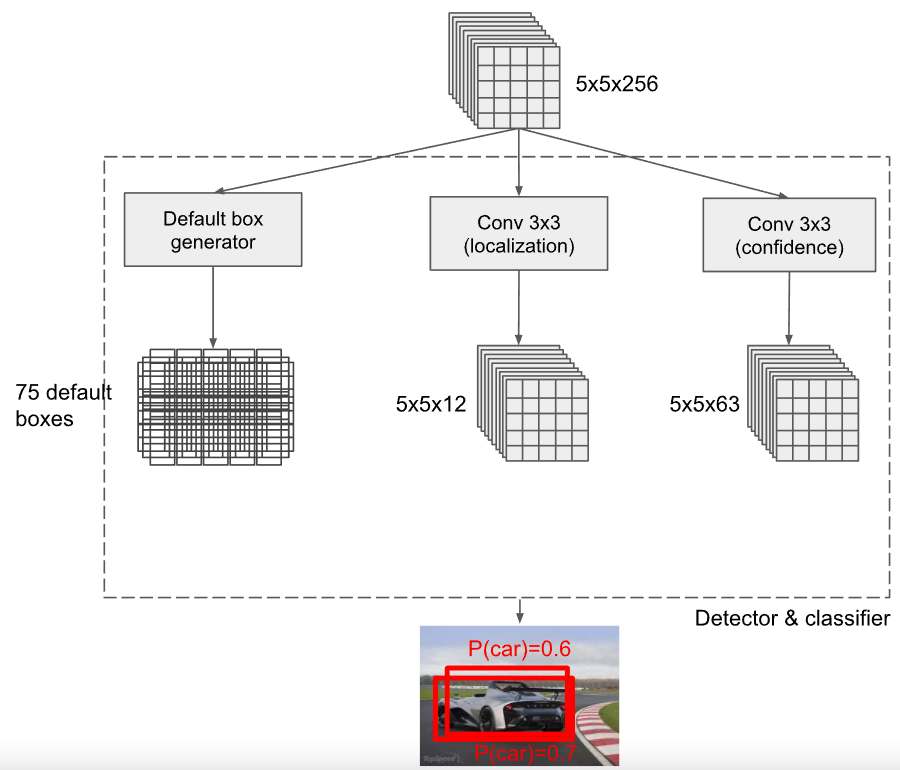 5x5x256
Default box
generator
Conv 3x3
(localization)
Conv 3x3
(confidence)
75 default
boxes
5x5x12
5x5x63
Detector & classifier
P(car)=0.6
P(car)=0.7
TopSpeed